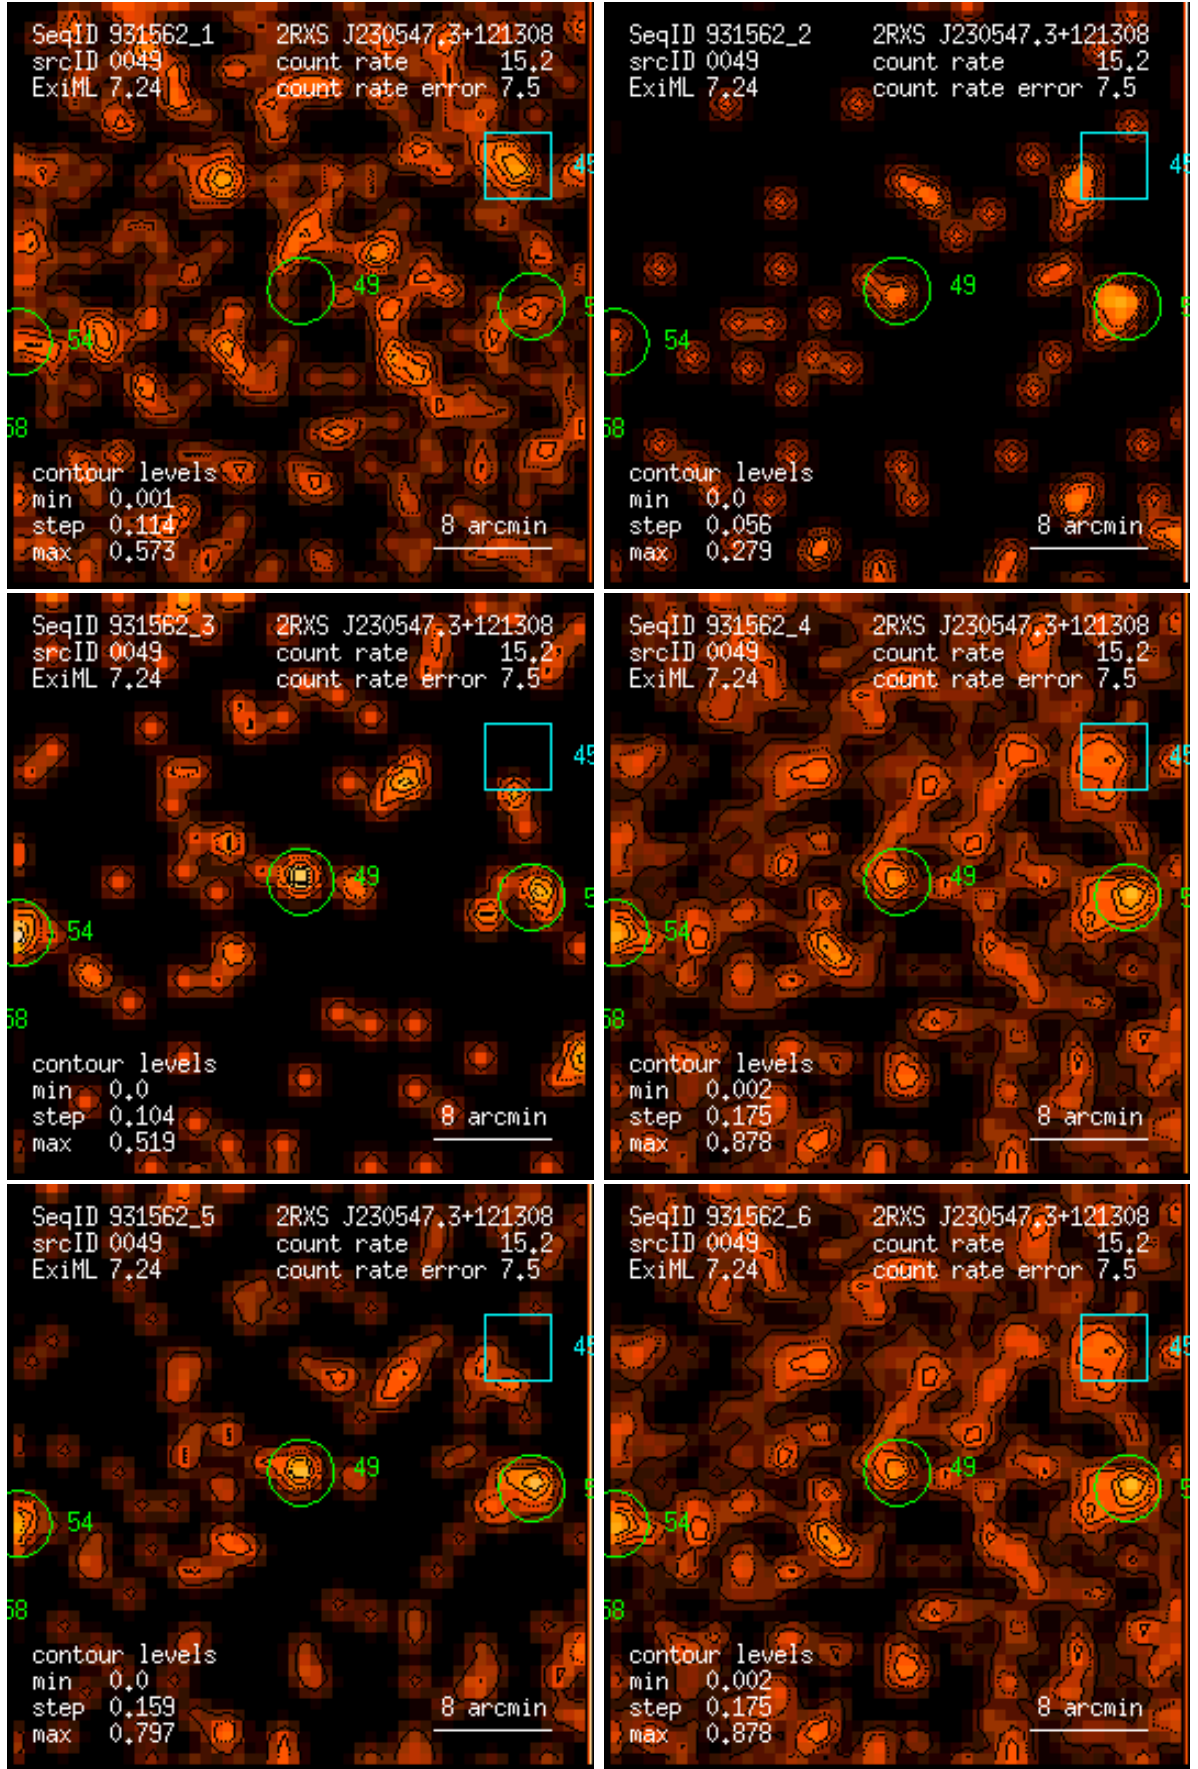 SeqID 931562_1 2RXS J230547.3+121308
srcID 0049 count rate 15.2
ExiML 7.24 count rate error 7.5
45
49
54
58
contour levels
min 0.001
step 0.114
max 0.573
8 arcmin
SeqID 931562_2 2RXS J230547.3+121308
srcID 0049 count rate 15.2
ExiML 7.24 count rate error 7.5
45
49
54
58
contour levels
min 0.0
step 0.056
max 0.279
8 arcmin
SeqID 931562_3 2RXS J230547.3+121308
srcID 0049 count rate 15.2
ExiML 7.24 count rate error 7.5
45
49
54
58
contour levels
min 0.0
step 0.104
max 0.519
8 arcmin
SeqID 931562_4 2RXS J230547.3+121308
srcID 0049 count rate 15.2
ExiML 7.24 count rate error 7.5
45
49
54
58
contour levels
min 0.002
step 0.175
max 0.878
8 arcmin
SeqID 931562_5 2RXS J230547.3+121308
srcID 0049 count rate 15.2
ExiML 7.24 count rate error 7.5
45
49
54
58
contour levels
min 0.0
step 0.159
max 0.797
8 arcmin
SeqID 931562_6 2RXS J230547.3+121308
srcID 0049 count rate 15.2
ExiML 7.24 count rate error 7.5
45
49
54
58
contour levels
min 0.002
step 0.175
max 0.878
8 arcmin